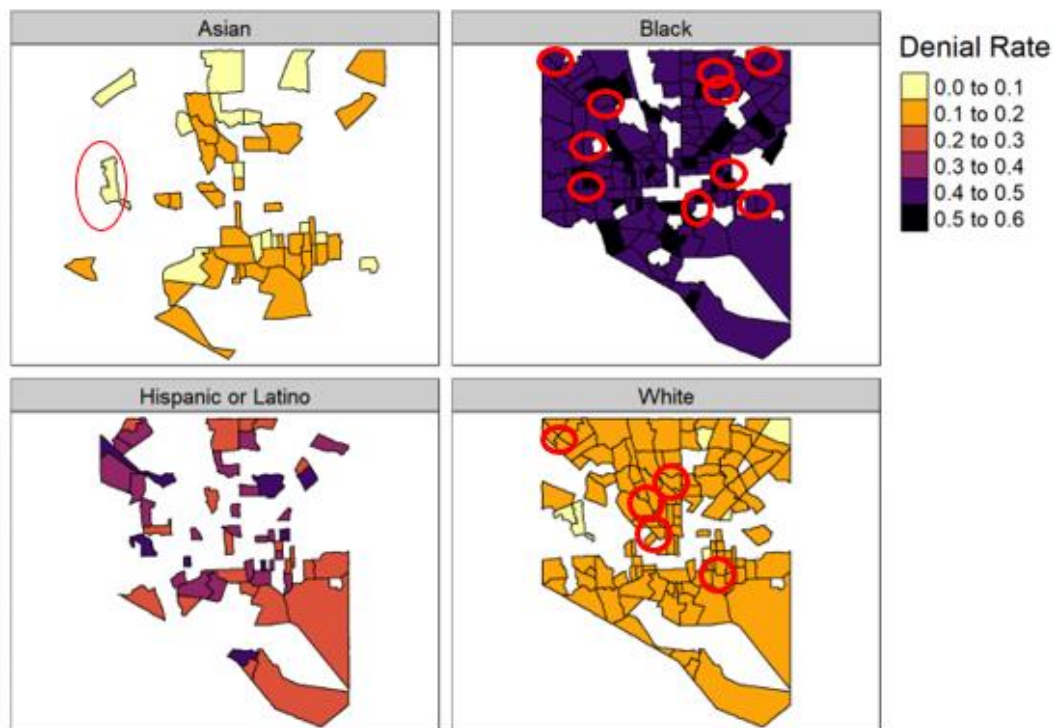 Asian
Black
Denial Rate
0.0 to 0.1
0.1 to 0.2
0.2 to 0.3
0.3 to 0.4
0.4 to 0.5
0.5 to 0.6
Hispanic or Latino
White